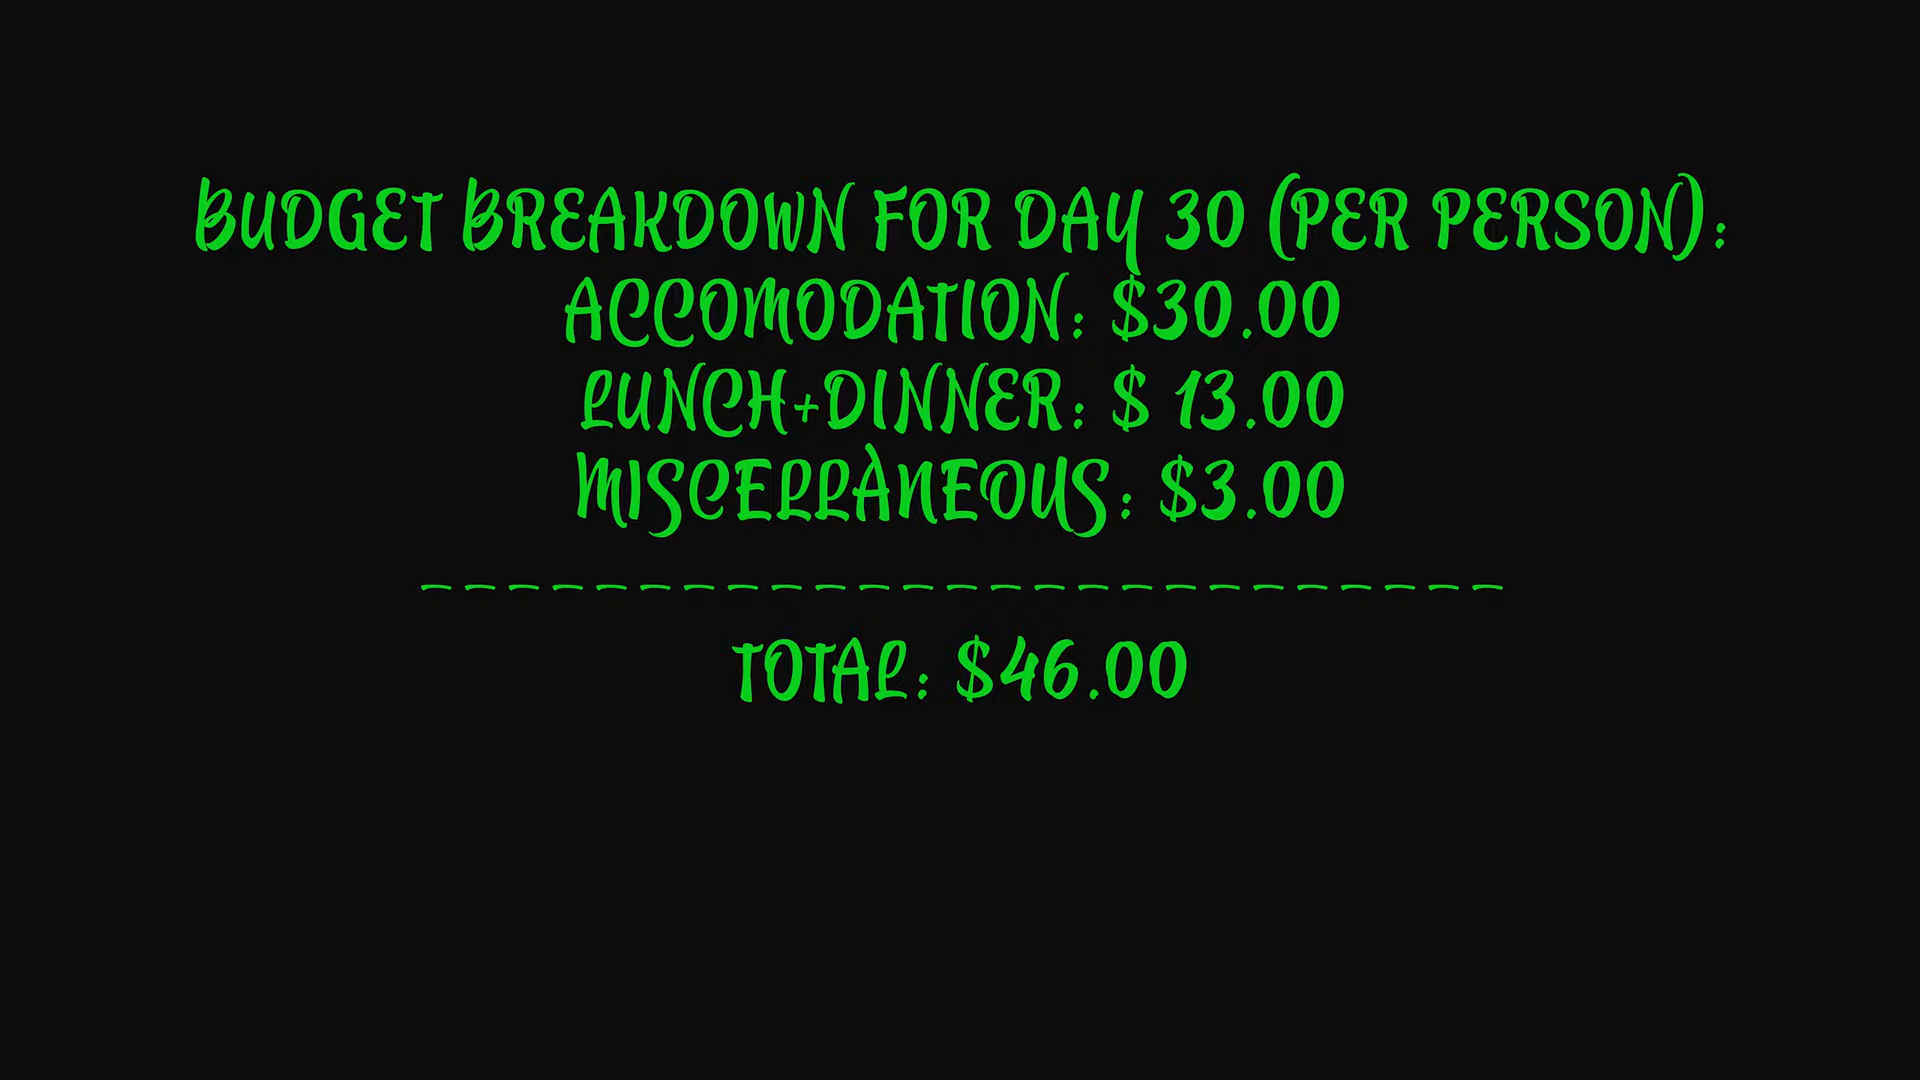 BUDGET BREAKDOWN FOR DAY 30 (PER PERSON):
ACCOMODATION: $30.00
LUNCH+DINNER: $ 13.00
MISCELLANEOUS: $3.00
-------------------------
TOTAL: $46.00